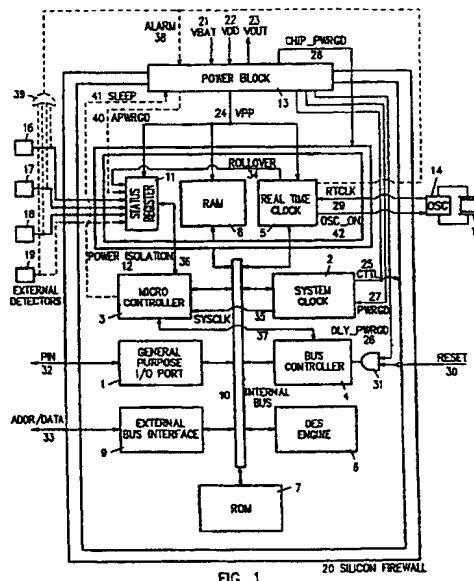 21 22 23
VBAT VDD VOUT
ALARM
38
CHIP_PWRGD
28
POWER BLOCK
13
41 SLEEP
40 APWRGD
24 VPP
39
16
17
18
19
EXTERNAL
DETECTORS
ROLLOVER
34
11
STATUS
REGISTER
RAM
8
REAL TIME
CLOCK
5
RTCLK
29
OSC_ON
42
14
OSC
POWER ISOLATION
12
36
MICRO
CONTROLLER
3
SYSCLK
35
37
2
SYSTEM
CLOCK
25
CTTL
27
PWRGD
DLY_PWRGD
26
PIN
32
GENERAL
PURPOSE
I/O PORT
1
BUS
CONTROLLER
4
31
RESET
30
10
INTERNAL
BUS
ADDR/DATA
33
EXTERNAL
BUS INTERFACE
9
DES
ENGINE
6
ROM
7
20 SILICON FIREWALL
FIG. 1